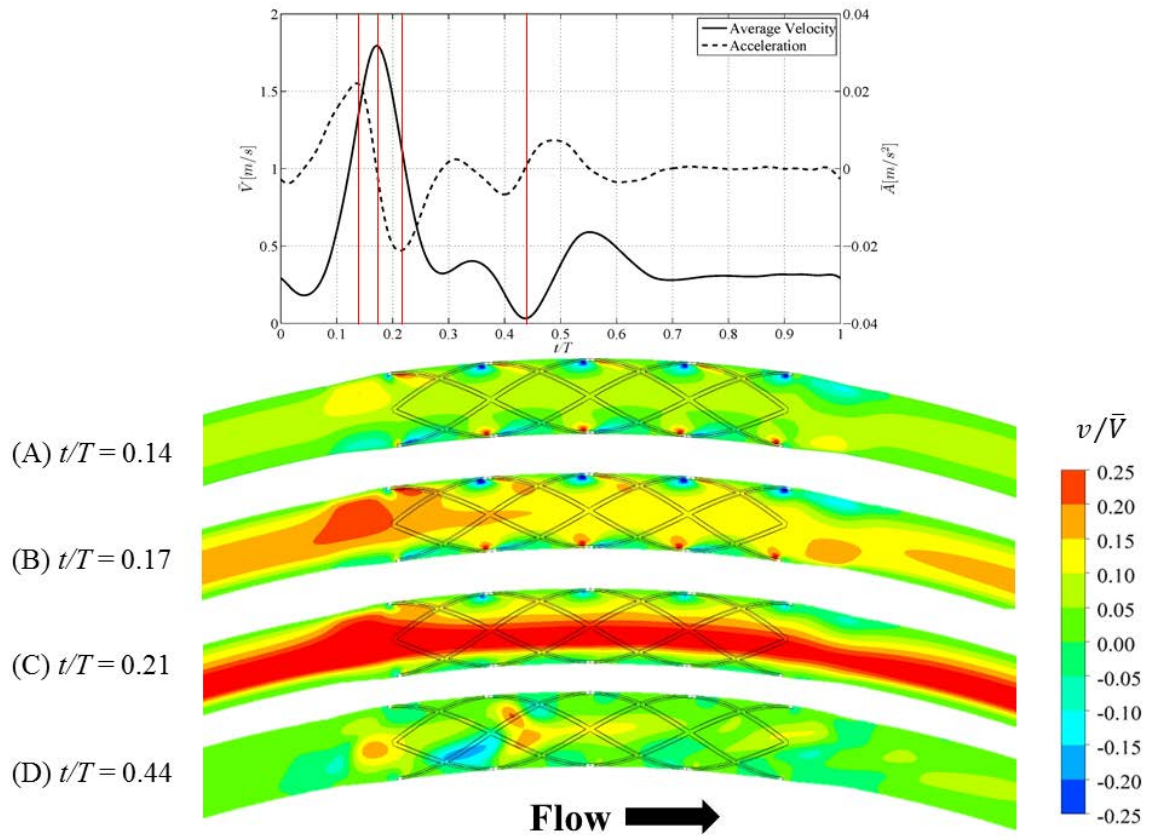 Average Velocity
Acceleration
2
1.5
1
0.5
0
V̄[m/s]
0.04
0.02
0
−0.02
−0.04
Ā[m/s²]
0 0.1 0.2 0.3 0.4 0.5 0.6 0.7 0.8 0.9 1
t/T
(A) t/T = 0.14
(B) t/T = 0.17
(C) t/T = 0.21
(D) t/T = 0.44
Flow
v/V̄
0.25
0.20
0.15
0.10
0.05
0.00
-0.05
-0.10
-0.15
-0.20
-0.25